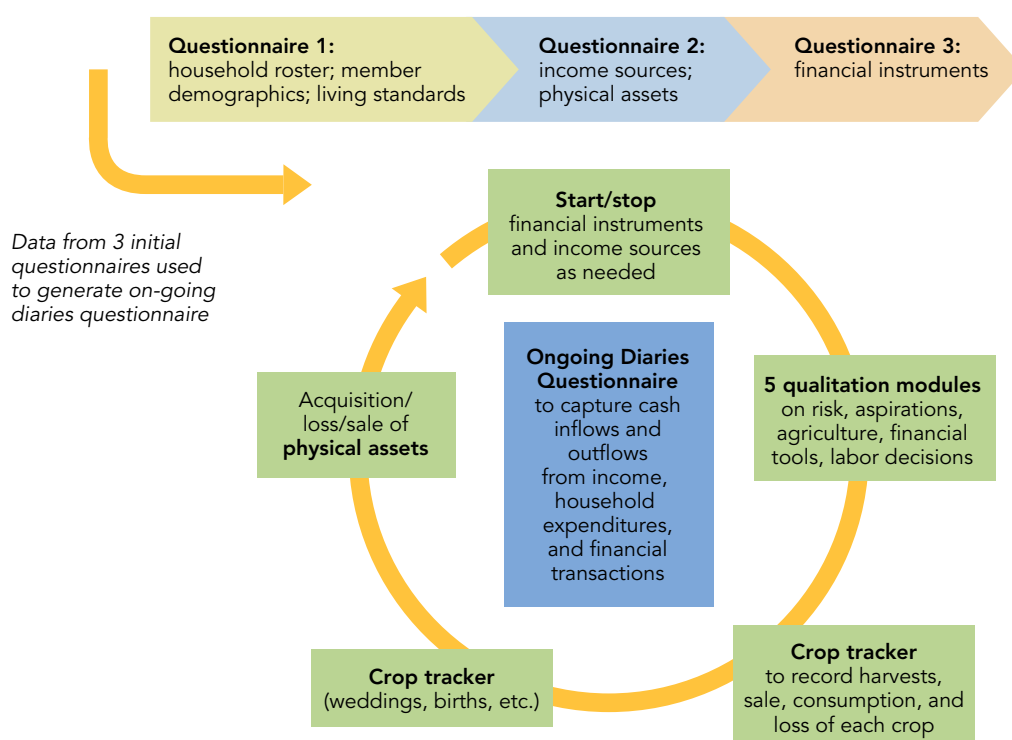 Questionnaire 1:
household roster; member
demographics; living standards
Questionnaire 2:
income sources;
physical assets
Questionnaire 3:
financial instruments
Data from 3 initial
questionnaires used
to generate on-going
diaries questionnaire
Start/stop
financial instruments
and income sources
as needed
5 qualitation modules
on risk, aspirations,
agriculture, financial
tools, labor decisions
Crop tracker
to record harvests,
sale, consumption, and
loss of each crop
Crop tracker
(weddings, births, etc.)
Acquisition/
loss/sale of
physical assets
Ongoing Diaries
Questionnaire
to capture cash
inflows and
outflows
from income,
household
expenditures,
and financial
transactions